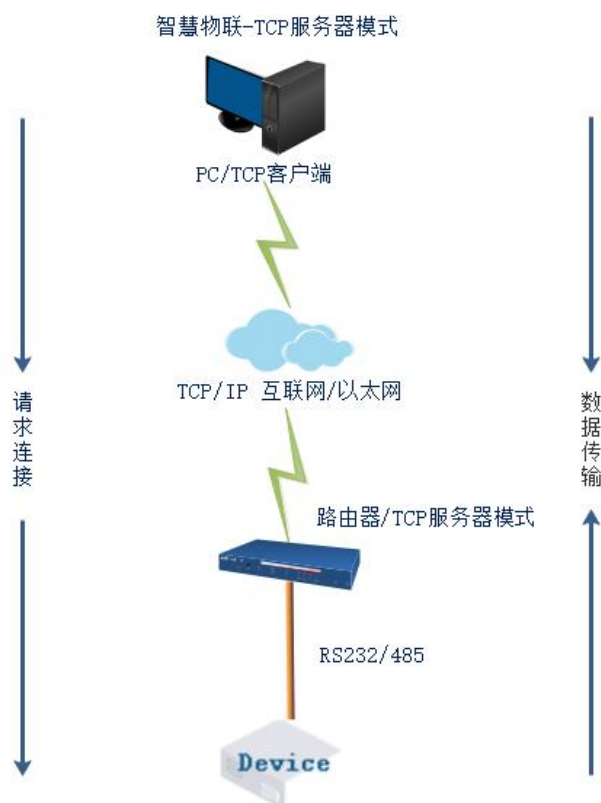 智慧物联-TCP服务器模式
PC/TCP客户端
TCP/IP 互联网/以太网
请求连接
数据传输
路由器/TCP服务器模式
RS232/485
Device